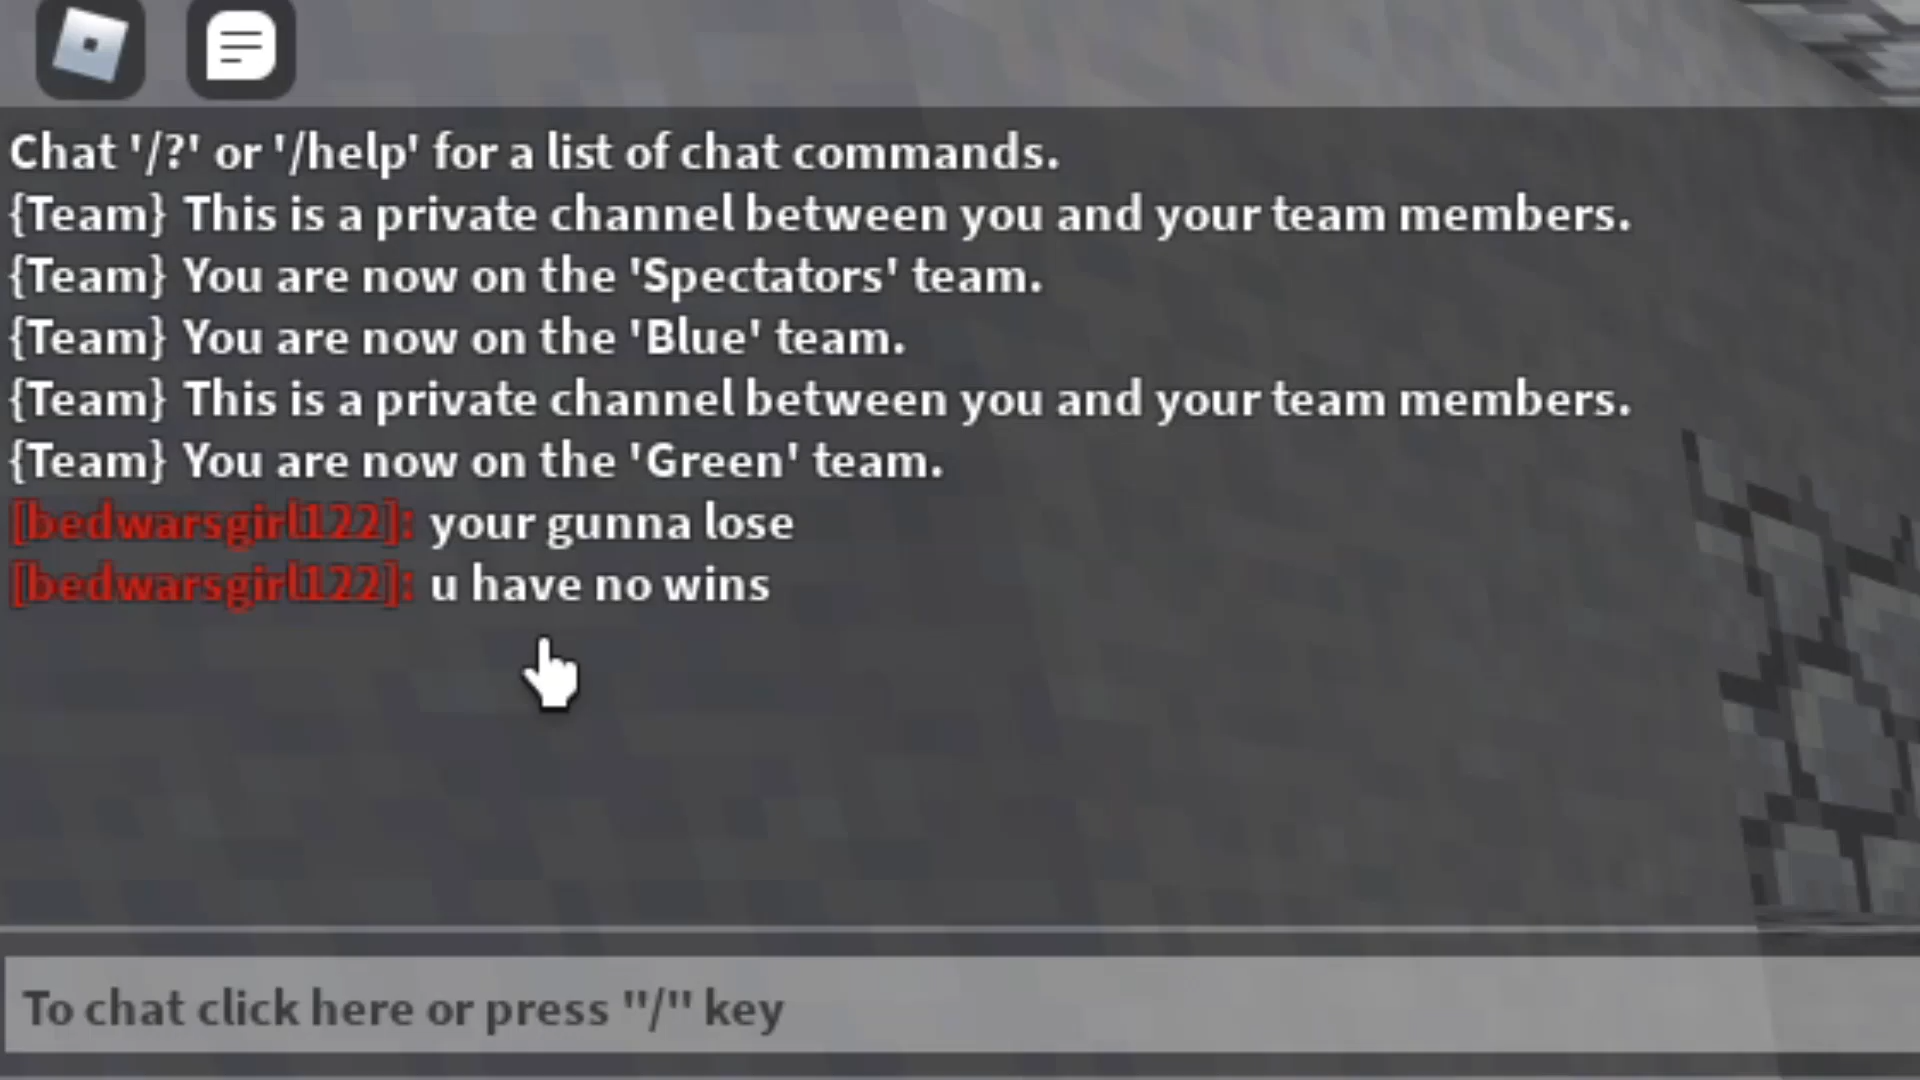 Chat '/?' or '/help' for a list of chat commands.
{Team} This is a private channel between you and your team members.
{Team} You are now on the 'Spectators' team.
{Team} You are now on the 'Blue' team.
{Team} This is a private channel between you and your team members.
{Team} You are now on the 'Green' team.
[bedwarsgirl122]: your gunna lose
[bedwarsgirl122]: u have no wins
To chat click here or press "/" key